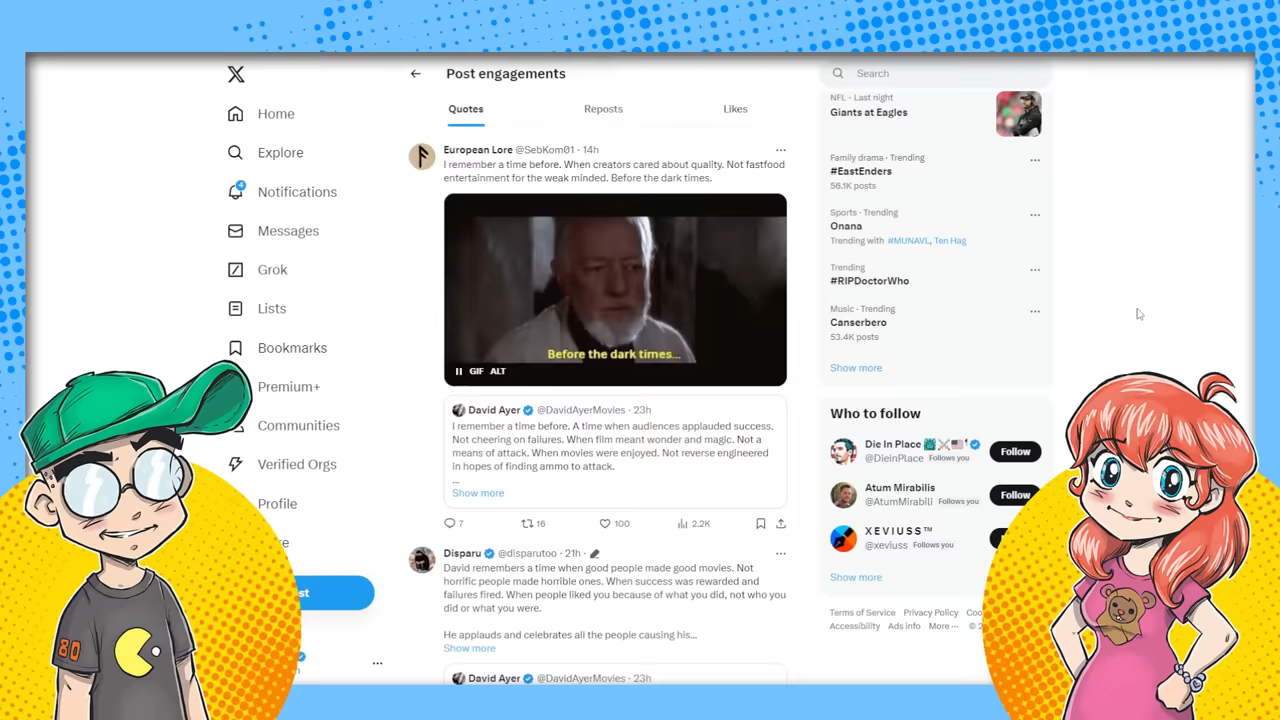 Home
Explore
4
Notifications
Messages
Grok
Lists
Bookmarks
Premium+
Communities
Verified Orgs
Profile
80
Post engagements
Quotes Reposts Likes
European Lore @SebKom01 · 14h
I remember a time before. When creators cared about quality. Not fastfood
entertainment for the weak minded. Before the dark times.
Before the dark times...
GIF ALT
David Ayer @DavidAyerMovies · 23h
I remember a time before. A time when audiences applauded success.
Not cheering on failures. When film meant wonder and magic. Not a
means of attack. When movies were enjoyed. Not reverse engineered
in hopes of finding ammo to attack.
...
Show more
7 16 100 2.2K
Disparu @disparutoo · 21h ·
David remembers a time when good people made good movies. Not
horrific people made horrible ones. When success was rewarded and
failures fired. When people liked you because of what you did, not who you
did or what you were.
He applauds and celebrates all the people causing his...
Show more
David Ayer @DavidAyerMovies · 23h
Search
NFL · Last night
Giants at Eagles
Family drama · Trending
#EastEnders
56.1K posts
Sports · Trending
Onana
Trending with #MUNAVL, Ten Hag
Trending
#RIPDoctorWho
Music · Trending
Canserbero
53.4K posts
Show more
Who to follow
Die In Place
@DieinPlace Follows you
Follow
Atum Mirabilis
@AtumMirabili Follows you
Follow
XEVIUSS™
@xeviuss Follows you
Show more
Terms of Service Privacy Policy
Accessibility Ads info More ···